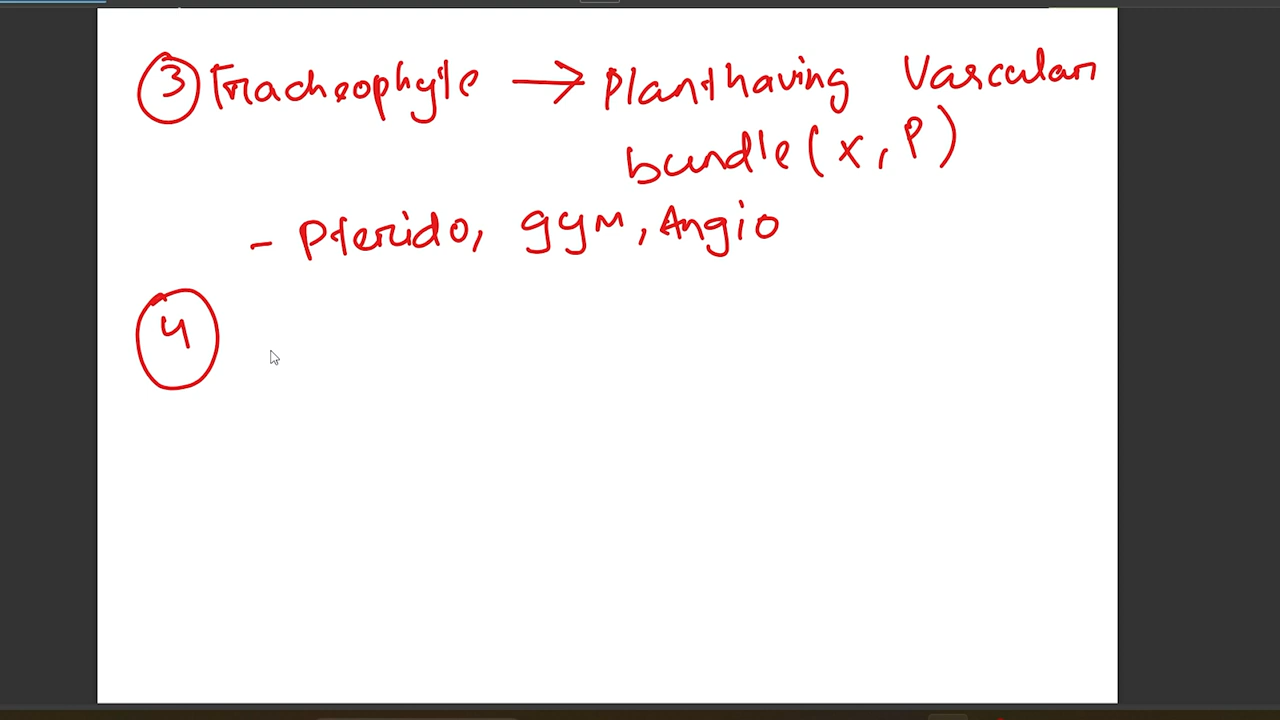 ③ Tracheophyte → Plant having Vascular
bundle (x, P)
- Pterido, gym, Angio
④